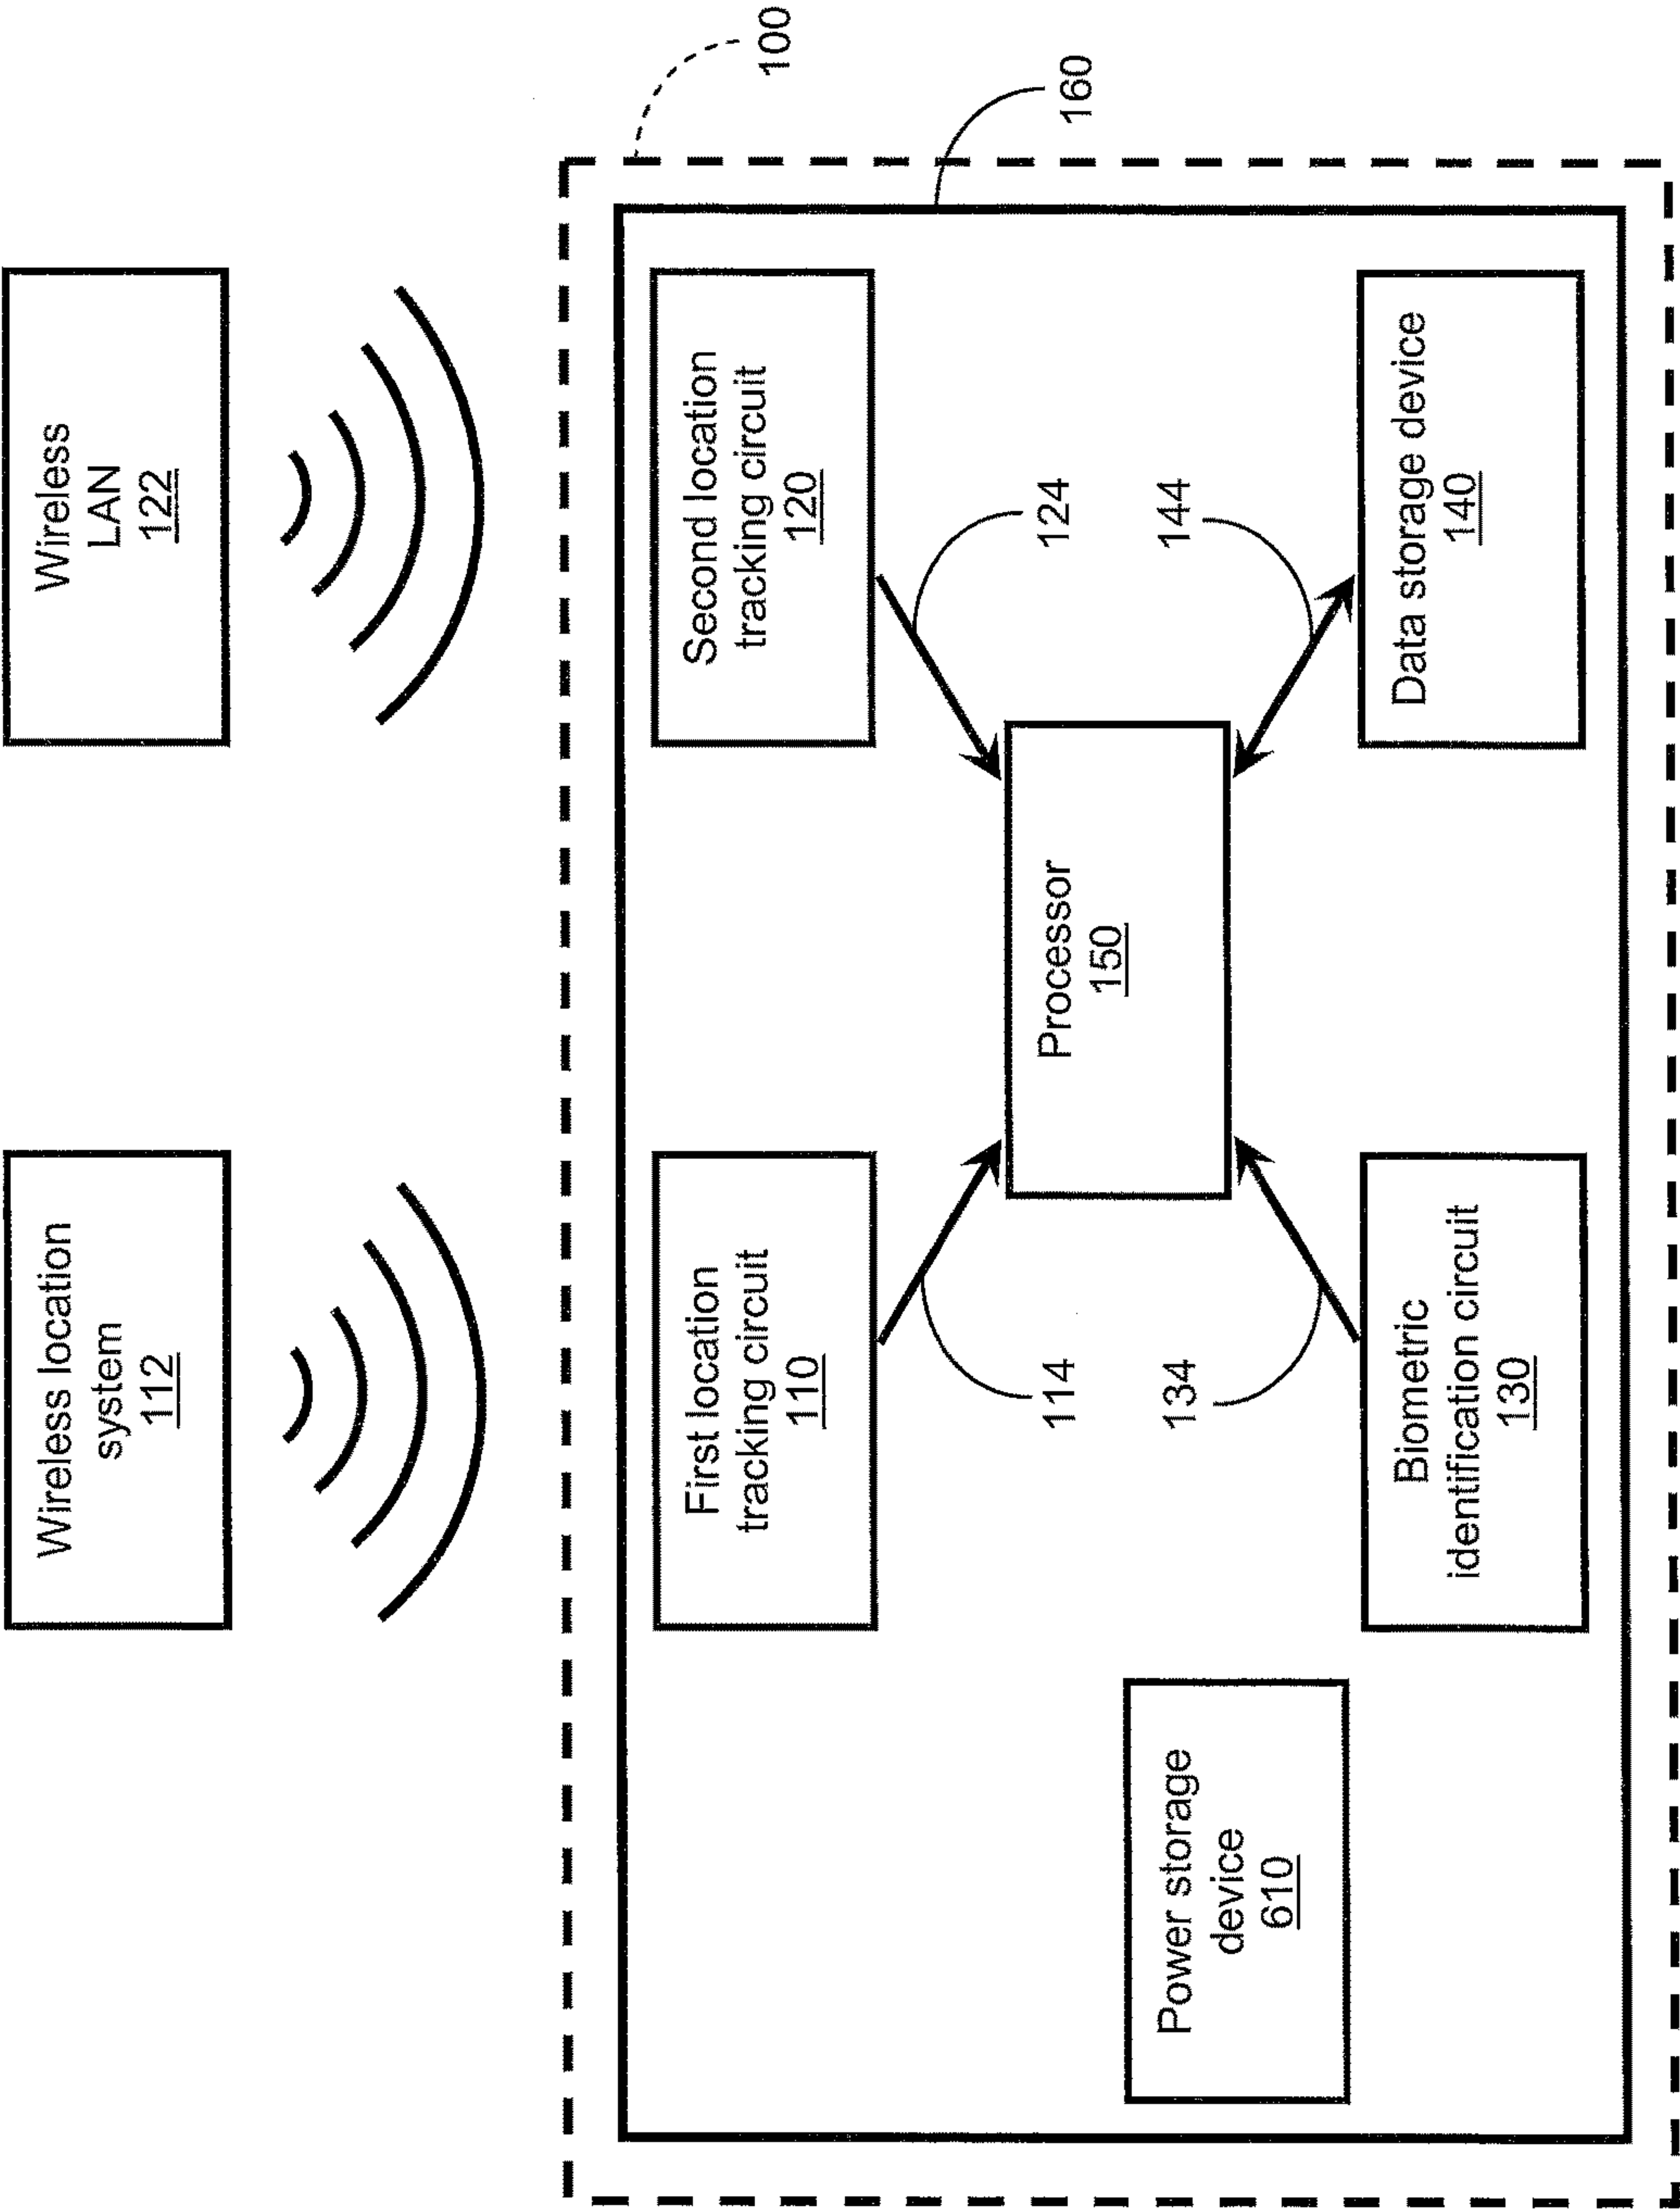 Wireless location
system
112
Wireless
LAN
122
100
160
First location
tracking circuit
110
Second location
tracking circuit
120
114
124
Processor
150
134
144
Power storage
device
610
Biometric
identification circuit
130
Data storage device
140